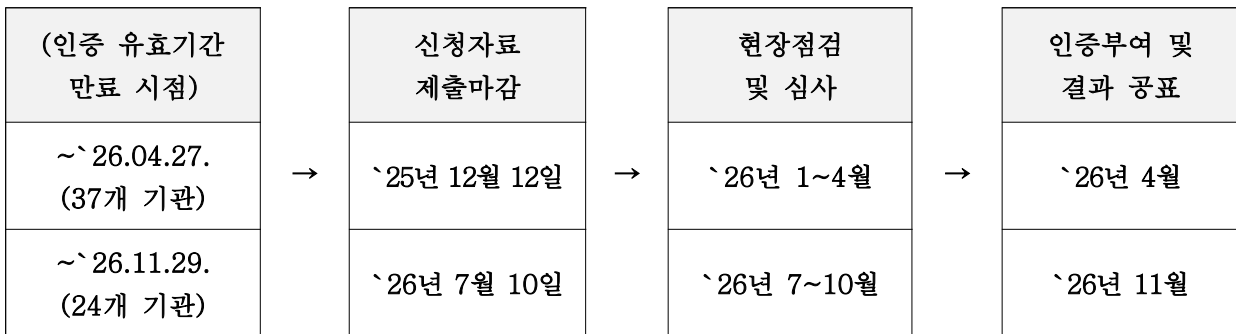 (인증 유효기간
만료 시점)
신청자료
제출마감
현장점검
및 심사
인증부여 및
결과 공표
~`26.04.27.
(37개 기관)
→
`25년 12월 12일
→
`26년 1~4월
→
`26년 4월
~`26.11.29.
(24개 기관)
`26년 7월 10일
`26년 7~10월
`26년 11월